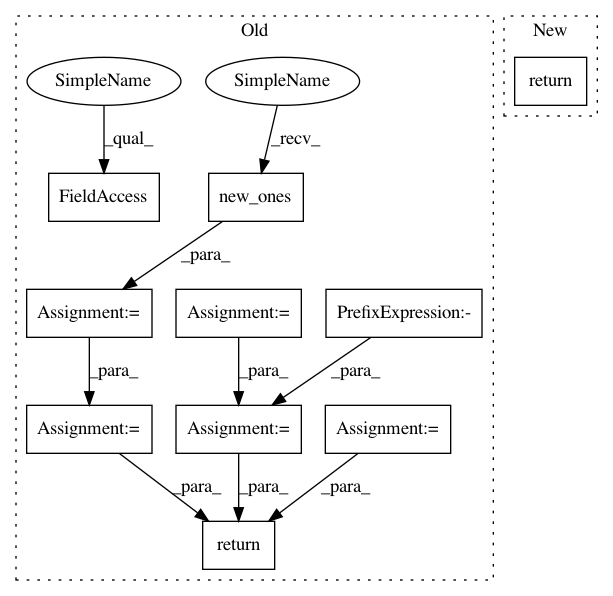 Old
New
SimpleName
SimpleName
return
_qual_
_recv_
FieldAccess
new_ones
_para_
Assignment:=
Assignment:=
PrefixExpression:-
_para_
_para_
_para_
Assignment:=
Assignment:=
Assignment:=
_para_
_para_
_para_
return